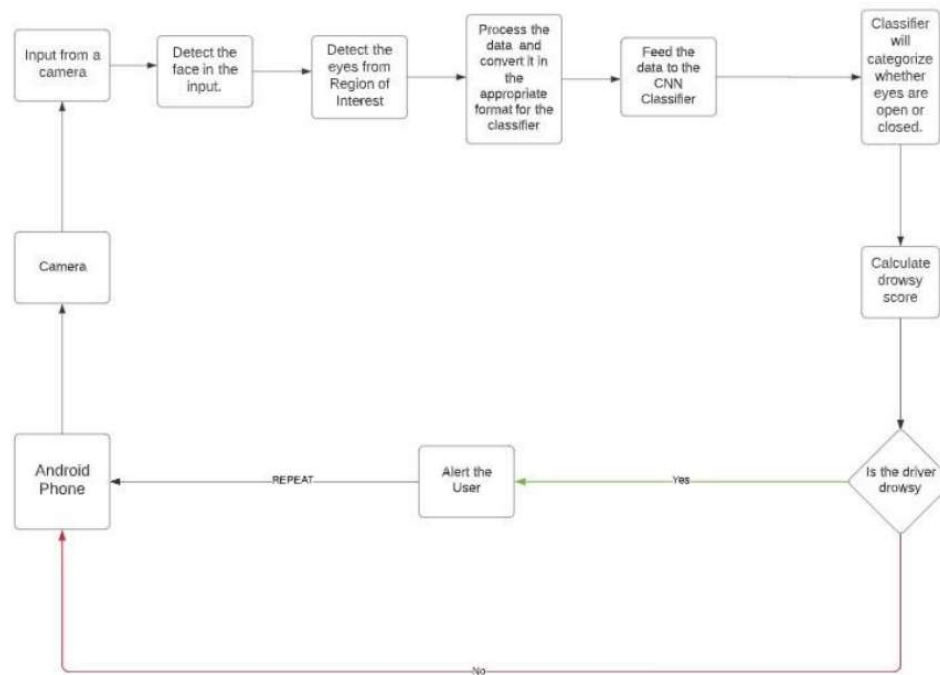 Input from a
camera
Detect the
face in the
input.
Detect the
eyes from
Region of
Interest
Process the
data and
convert it in
the
appropriate
format for the
classifier
Feed the
data to the
CNN
Classifier
Classifier
will
categorize
whether
eyes are
open or
closed.
Camera
Calculate
drowsy
score
Android
Phone
REPEAT
Alert the
User
Yes
Is the driver
drowsy
No